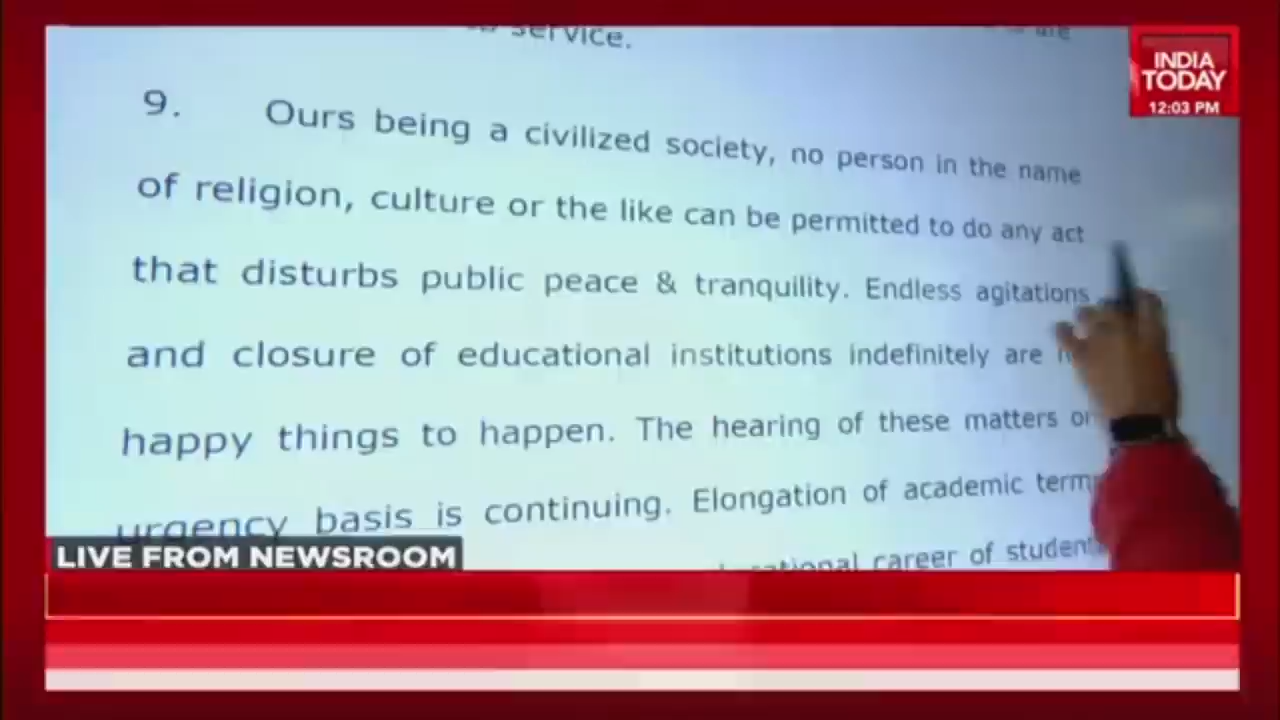 service.
INDIA
TODAY
12:03 PM
9. Ours being a civilized society, no person in the name
of religion, culture or the like can be permitted to do any act
that disturbs public peace & tranquility. Endless agitations
and closure of educational institutions indefinitely are
happy things to happen. The hearing of these matters on
urgency basis is continuing. Elongation of academic term
career of student
LIVE FROM NEWSROOM